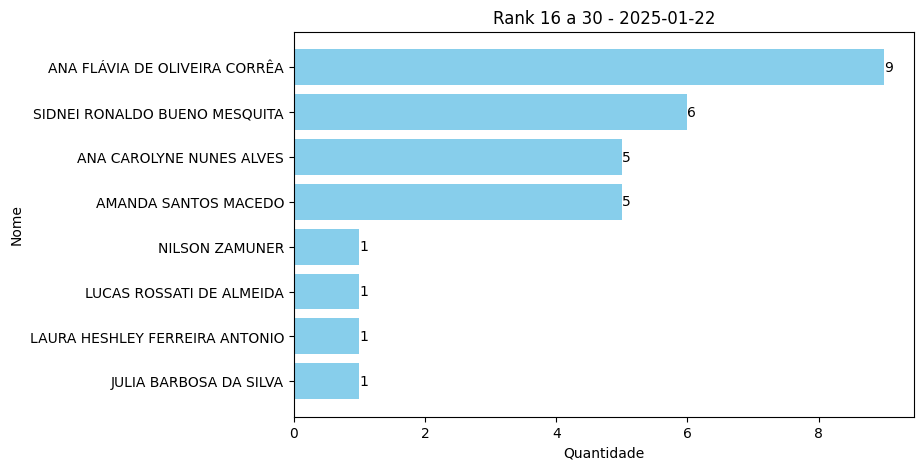 Rank 16 a 30 - 2025-01-22
ANA FLÁVIA DE OLIVEIRA CORRÊA 9
SIDNEI RONALDO BUENO MESQUITA 6
ANA CAROLYNE NUNES ALVES 5
AMANDA SANTOS MACEDO 5
NILSON ZAMUNER 1
LUCAS ROSSATI DE ALMEIDA 1
LAURA HESHLEY FERREIRA ANTONIO 1
JULIA BARBOSA DA SILVA 1
Nome
0 2 4 6 8
Quantidade